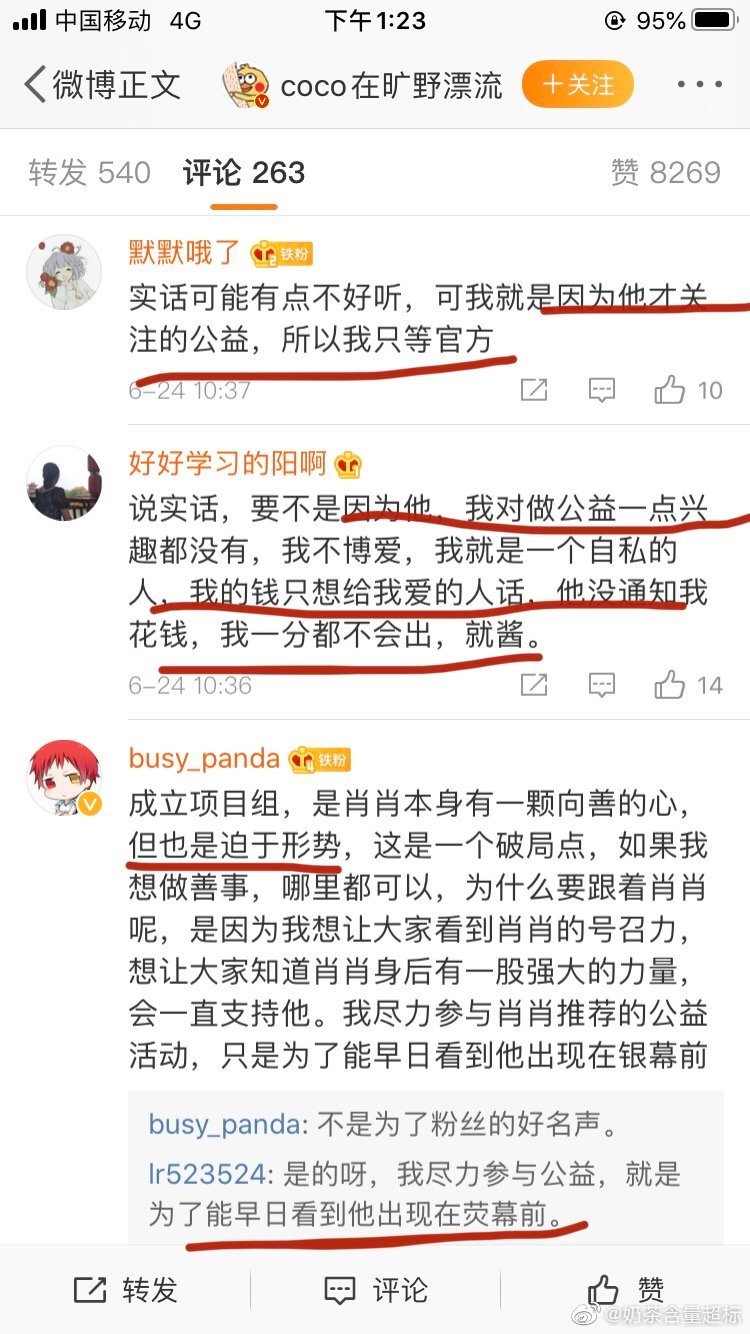 中国移动 4G 下午1:23 95%
微博正文 coco在旷野漂流 +关注
转发 540 评论 263 赞 8269
默默哦了 2 铁粉
实话可能有点不好听，可我就是因为他才关
注的公益，所以我只等官方
6-24 10:37 10
好好学习的阳啊 1
说实话，要不是因为他，我对做公益一点兴
趣都没有，我不博爱，我就是一个自私的
人，我的钱只想给我爱的人话，他没通知我
花钱，我一分都不会出，就酱。
6-24 10:36 14
busy_panda 4 铁粉
成立项目组，是肖肖本身有一颗向善的心，
但也是迫于形势，这是一个破局点，如果我
想做善事，哪里都可以，为什么要跟着肖肖
呢，是因为我想让大家看到肖肖的号召力，
想让大家知道肖肖身后有一股强大的力量，
会一直支持他。我尽力参与肖肖推荐的公益
活动，只是为了能早日看到他出现在银幕前
busy_panda: 不是为了粉丝的好名声。
lr523524: 是的呀，我尽力参与公益，就是
为了能早日看到他出现在荧幕前。
转发 评论 赞
@奶茶含量超标